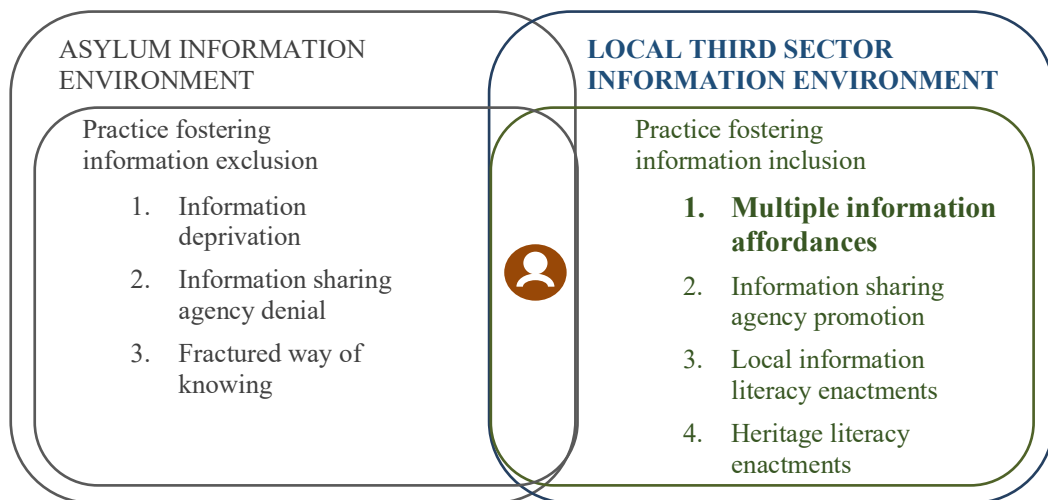 ASYLUM INFORMATION
ENVIRONMENT
Practice fostering
information exclusion
1. Information
deprivation
2. Information sharing
agency denial
3. Fractured way of
knowing
LOCAL THIRD SECTOR
INFORMATION ENVIRONMENT
Practice fostering
information inclusion
1. Multiple information
affordances
2. Information sharing
agency promotion
3. Local information
literacy enactments
4. Heritage literacy
enactments